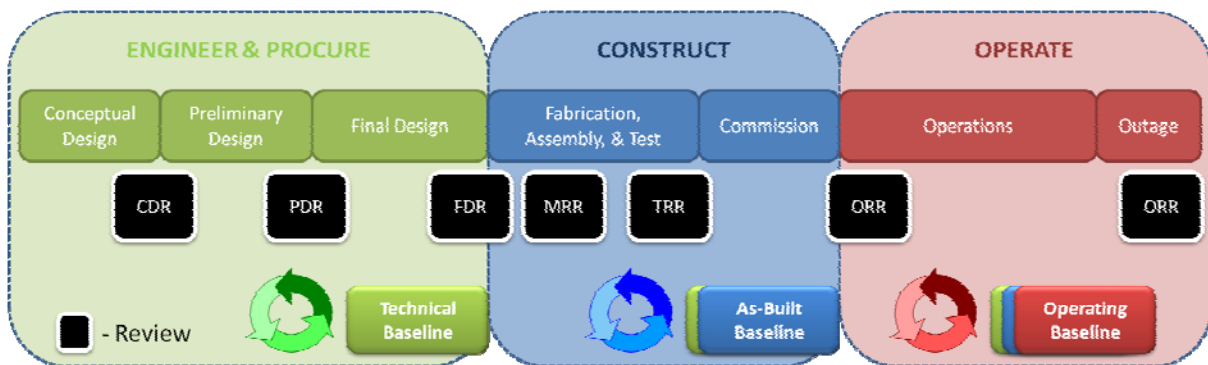 ENGINEER & PROCURE
CONSTRUCT
OPERATE
Conceptual
Design
Preliminary
Design
Final Design
Fabrication,
Assembly, & Test
Commission
Operations
Outage
CDR
PDR
FDR
MRR
TRR
ORR
ORR
- Review
Technical
Baseline
As-Built
Baseline
Operating
Baseline